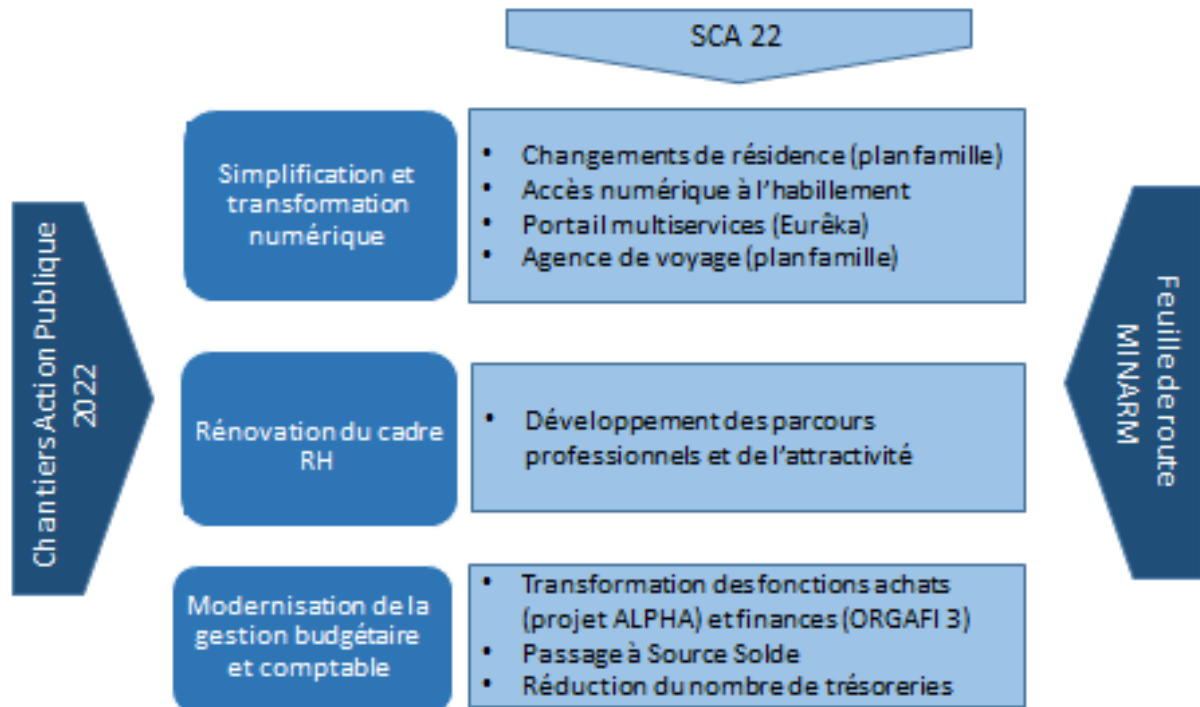 SCA 22
Chantiers Action Publique
2022
Simplification et
transformation
numérique
• Changements de résidence (plan famille)
• Accès numérique à l'habillement
• Portail multiservices (Eurêka)
• Agence de voyage (plan famille)
Rénovation du cadre
RH
• Développement des parcours
professionnels et de l'attractivité
Modernisation de la
gestion budgétaire
et comptable
• Transformation des fonctions achats
(projet ALPHA) et finances (ORGAFI 3)
• Passage à Source Solde
• Réduction du nombre de trésoreries
Feuille de route
MINARM